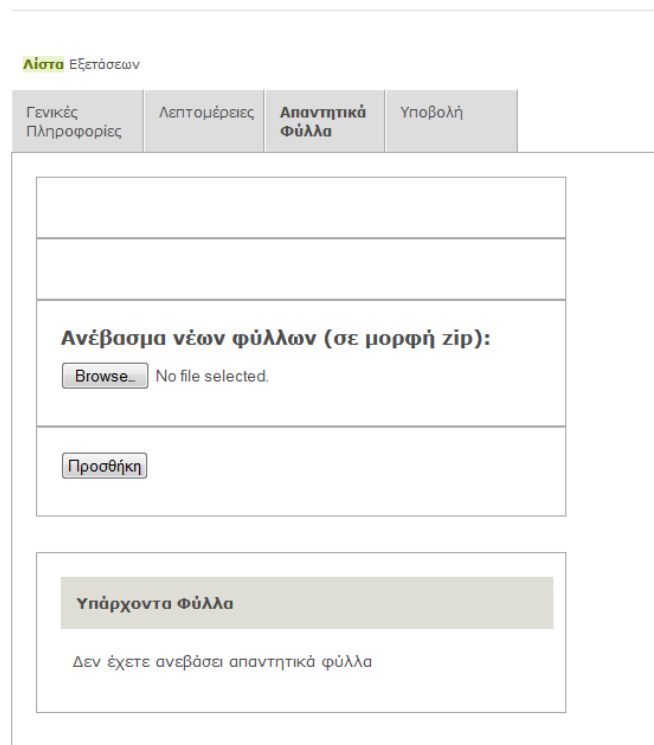 Λίστα Εξετάσεων
Γενικές Πληροφορίες
Λεπτομέρειες
Απαντητικά Φύλλα
Υποβολή
Ανέβασμα νέων φύλλων (σε μορφή zip):
Browse_ No file selected.
Προσθήκη
Υπάρχοντα Φύλλα
Δεν έχετε ανεβάσει απαντητικά φύλλα